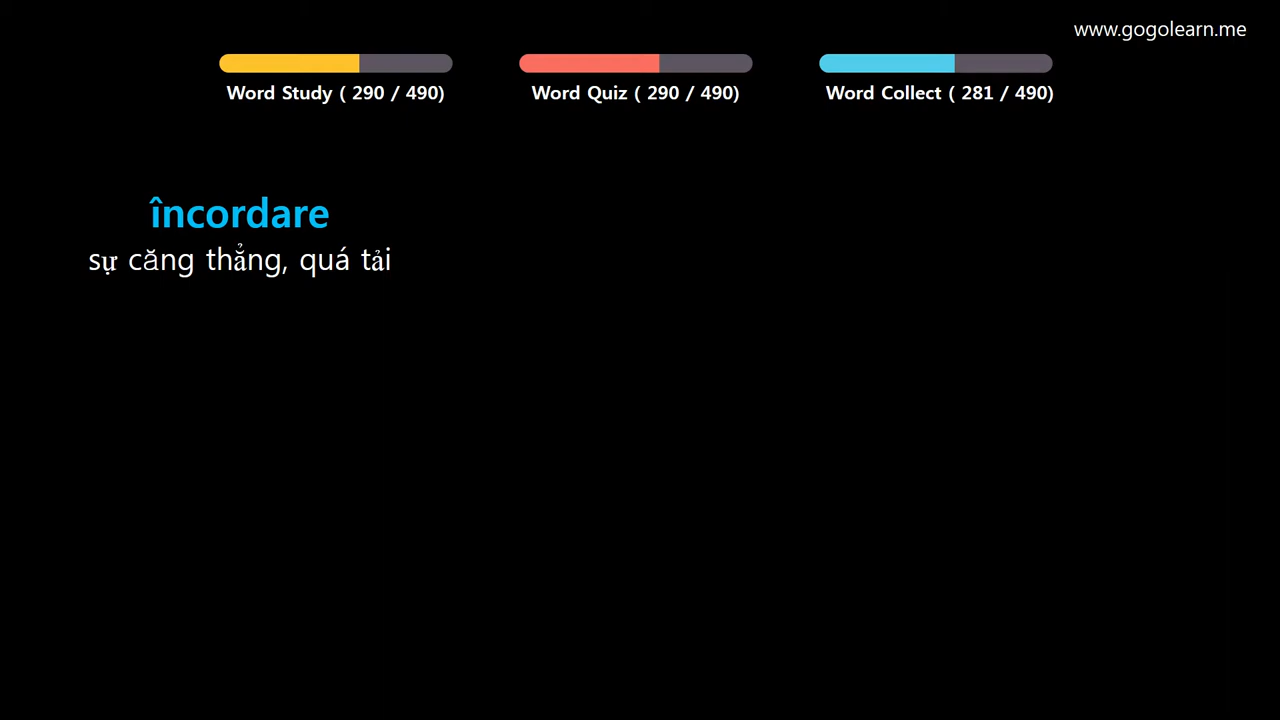 www.gogolearn.me
Word Study ( 290 / 490)
Word Quiz ( 290 / 490)
Word Collect ( 281 / 490)
încordare
sự căng thẳng, quá tải